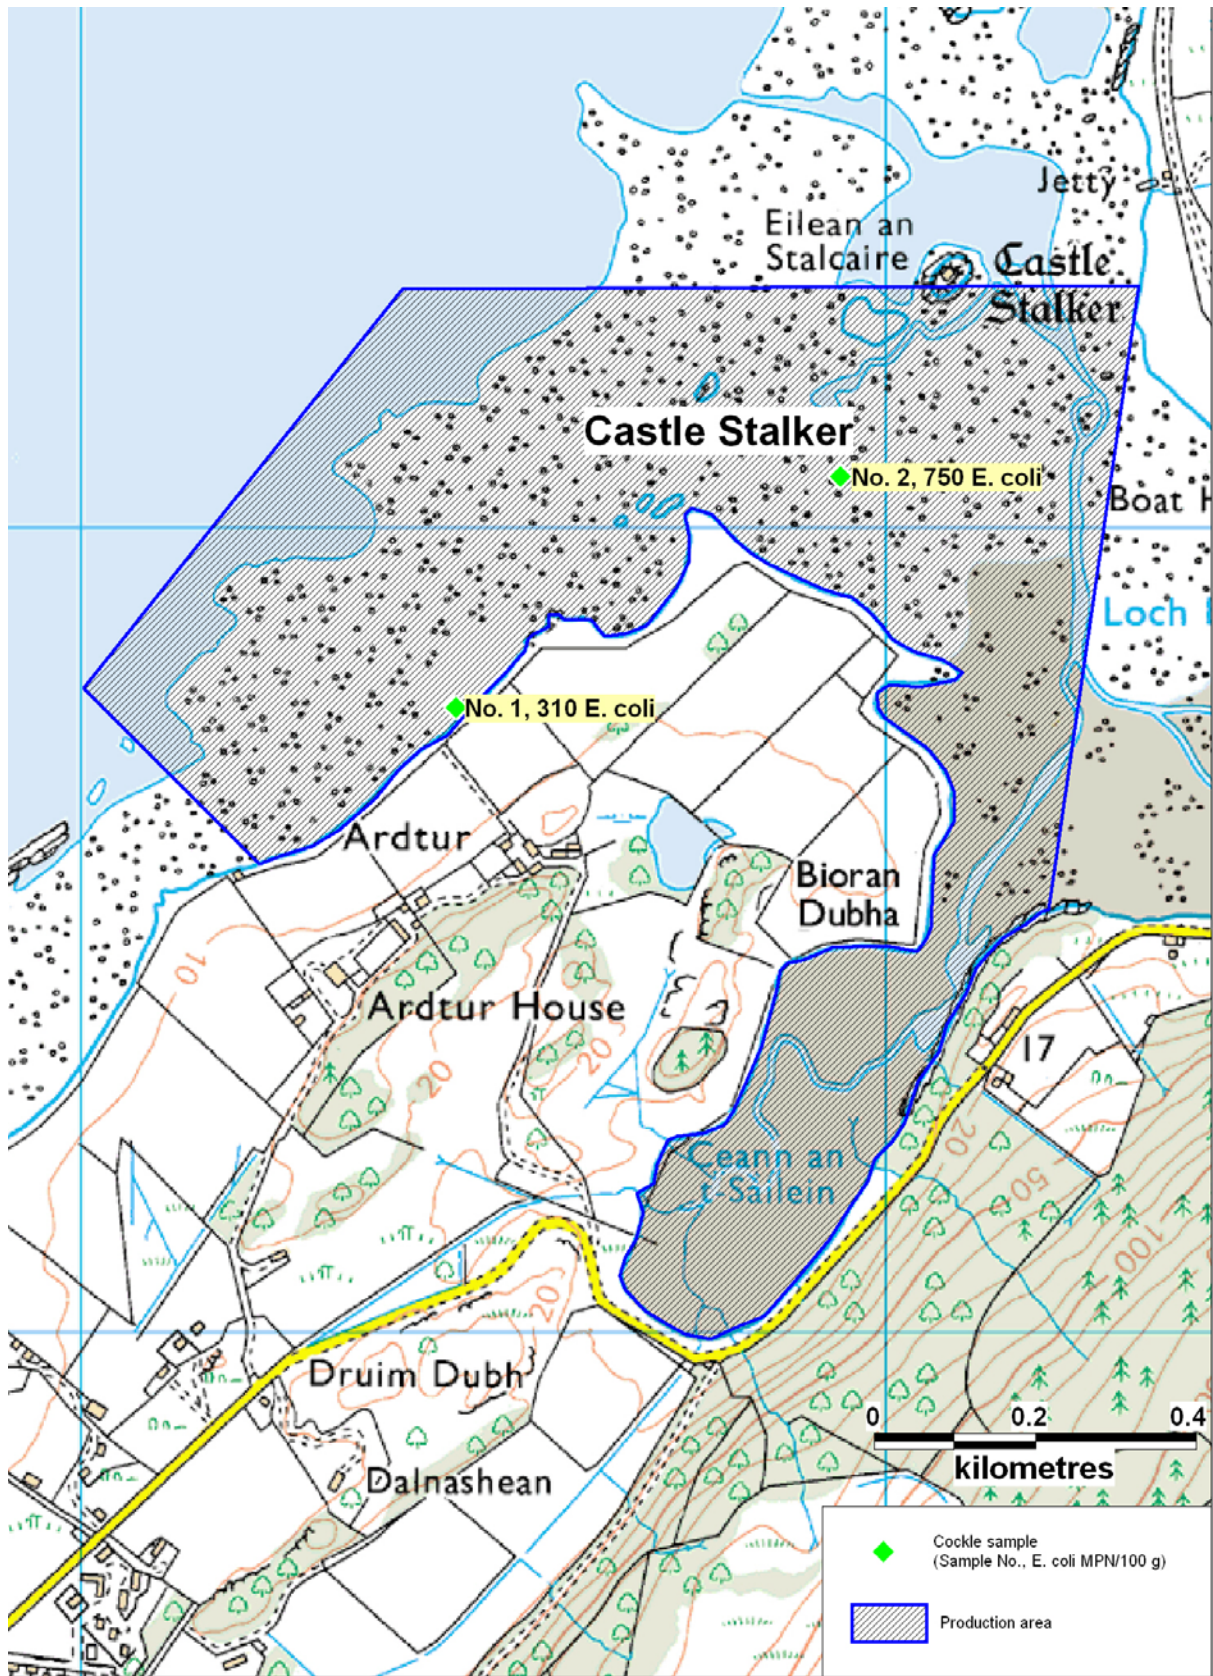 Jetty
Eilean an
Stalcaire
Castle
Stalker
Castle Stalker
No. 2, 750 E. coli
Boat H
Loch
No. 1, 310 E. coli
Ardtur
Bioran
Dubha
10
Ardtur House
20
20
17
Ceann an
t-Sàilein
20
50
100
20
Druim Dubh
Dalnashean
0 0.2 0.4
kilometres
Cockle sample
(Sample No., E. coli MPN/100 g)
Production area